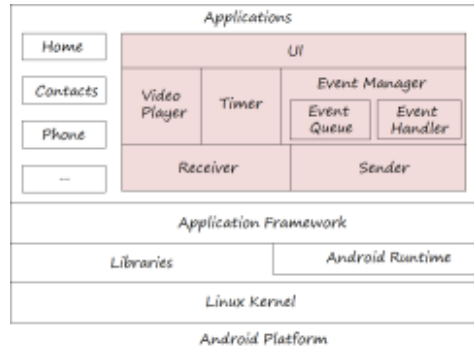 Applications
Home
UI
Contacts
Video
Player
Timer
Event Manager
Event
Queue
Event
Handler
Phone
...
Receiver
Sender
Application Framework
Libraries
Android Runtime
Linux Kernel
Android Platform